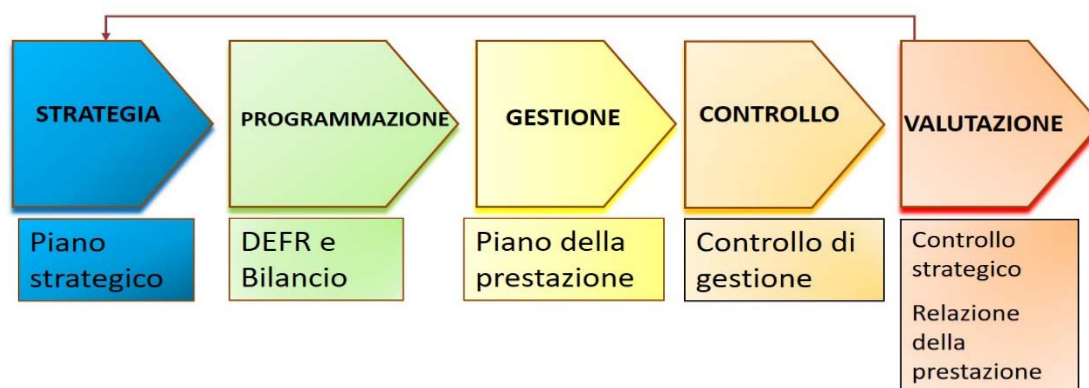 STRATEGIA
PROGRAMMAZIONE
GESTIONE
CONTROLLO
VALUTAZIONE
Piano
strategico
DEFR e
Bilancio
Piano della
prestazione
Controllo di
gestione
Controllo
strategico
Relazione
della
prestazione